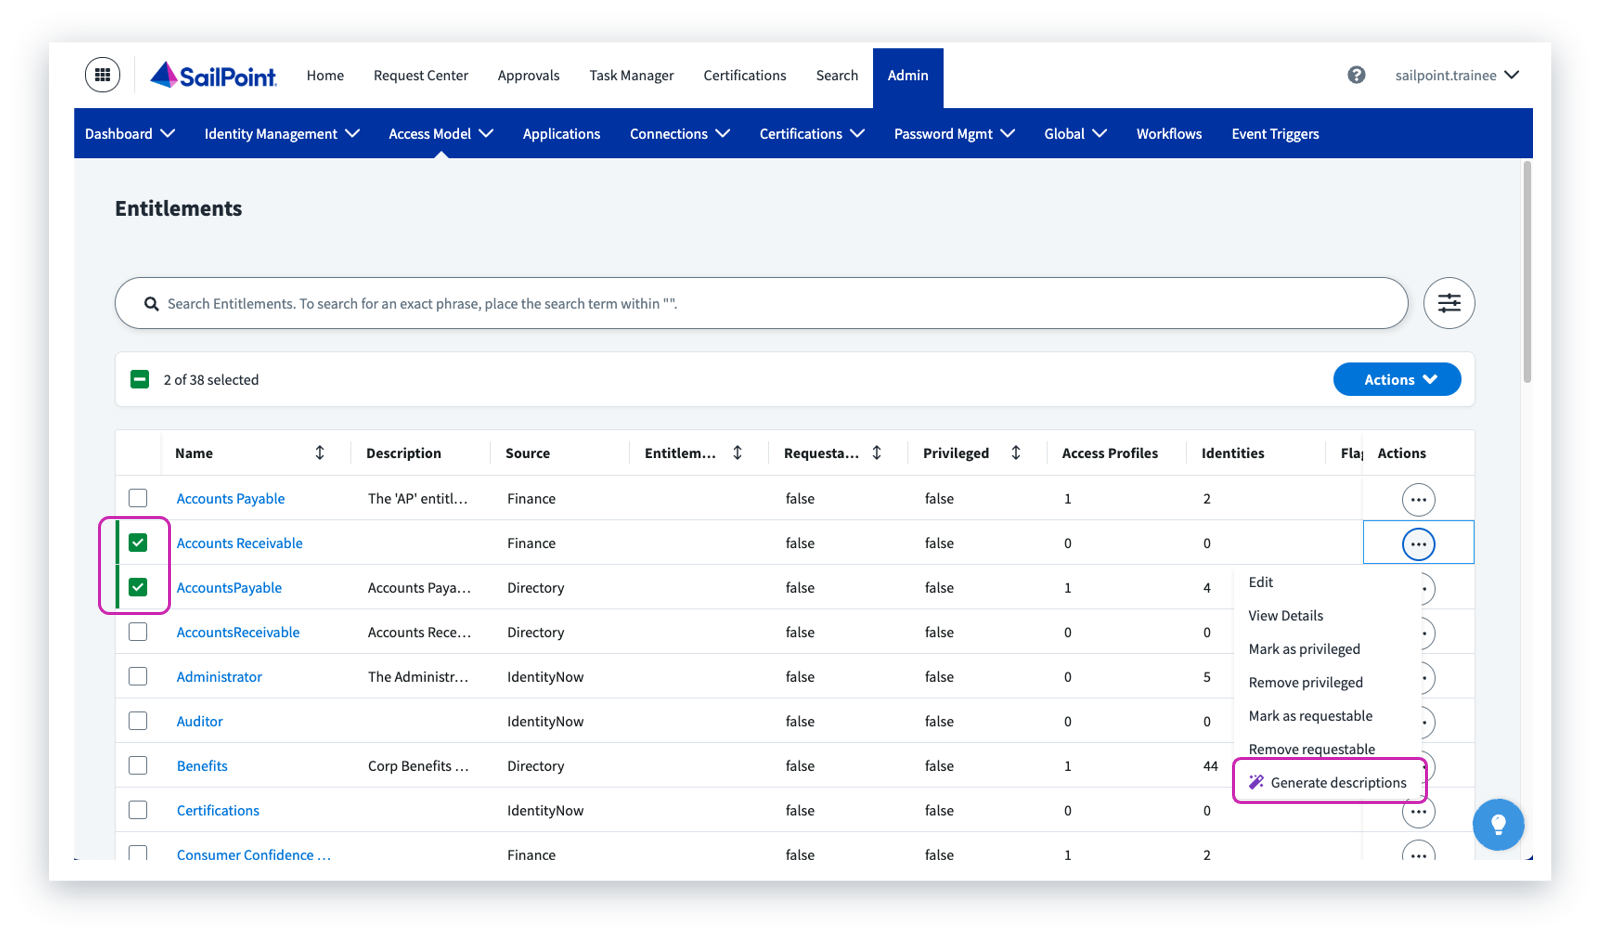 SailPoint Home Request Center Approvals Task Manager Certifications Search Admin sailpoint.trainee
Dashboard Identity Management Access Model Applications Connections Certifications Password Mgmt Global Workflows Event Triggers
Entitlements
Search Entitlements. To search for an exact phrase, place the search term within "".
2 of 38 selected Actions
Name Description Source Entitlem... Requesta... Privileged Access Profiles Identities Flag Actions
Accounts Payable The 'AP' entitl... Finance false false 1 2
Accounts Receivable Finance false false 0 0
AccountsPayable Accounts Paya... Directory false false 1 4
AccountsReceivable Accounts Rece... Directory false false 0 0
Administrator The Administr... IdentityNow false false 0 5
Auditor IdentityNow false false 0 0
Benefits Corp Benefits ... Directory false false 1 44
Certifications IdentityNow false false 0 0
Consumer Confidence ... Finance false false 1 2
Edit
View Details
Mark as privileged
Remove privileged
Mark as requestable
Remove requestable
Generate descriptions